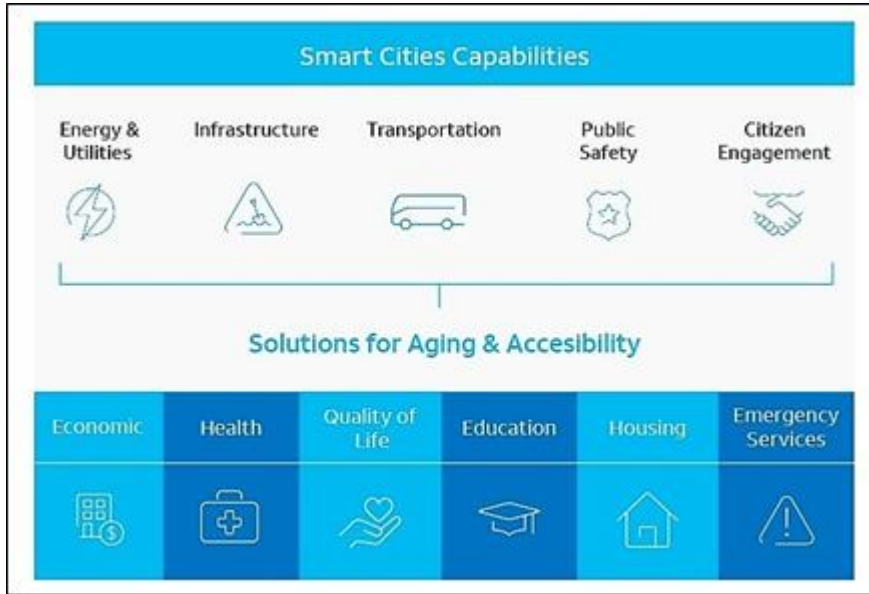 Smart Cities Capabilities
Energy &
Utilities
Infrastructure
Transportation
Public
Safety
Citizen
Engagement
Solutions for Aging & Accesibility
Economic
Health
Quality of
Life
Education
Housing
Emergency
Services
$